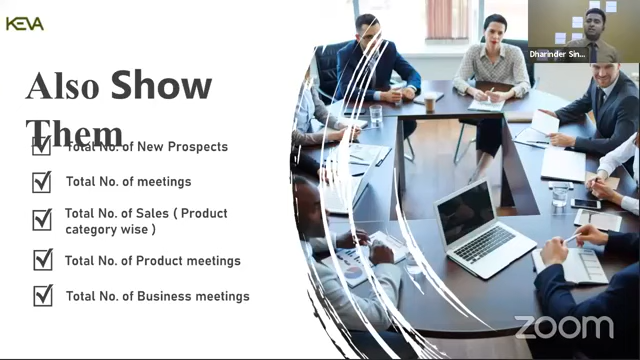 KEVA
Dharinder Sin...
Also Show
Them
Total No. of New Prospects
Total No. of meetings
Total No. of Sales ( Product
category wise )
Total No. of Product meetings
Total No. of Business meetings
zoom